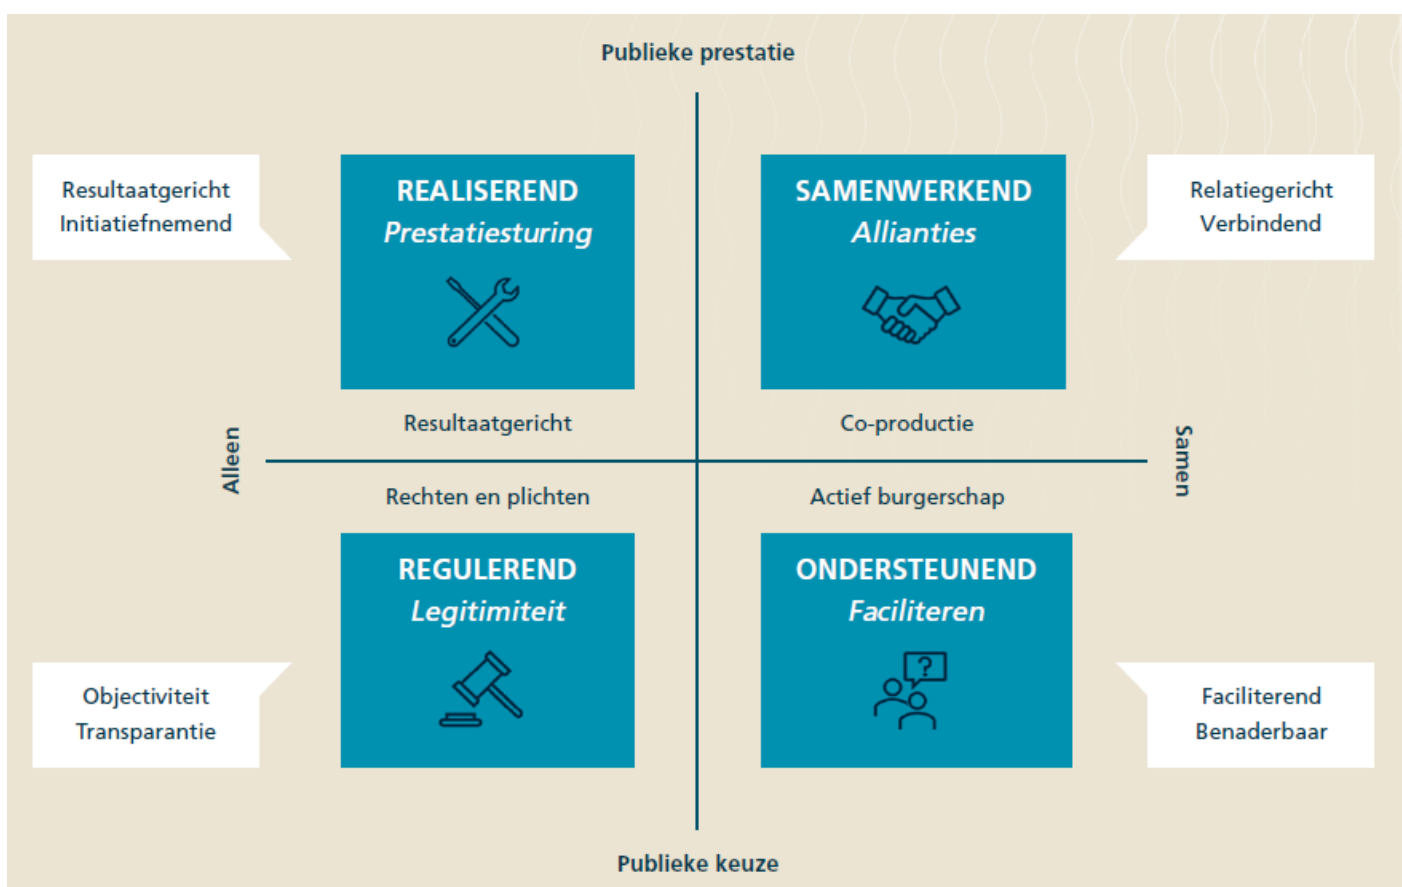 Publieke prestatie
Resultaatgericht
Initiatiefnemend
REALISEREND
Prestatiesturing
SAMENWERKEND
Allianties
Relatiegericht
Verbindend
Resultaatgericht
Co-productie
Alleen
Samen
Rechten en plichten
Actief burgerschap
REGULEREND
Legitimiteit
ONDERSTEUNEND
Faciliteren
?
Objectiviteit
Transparantie
Faciliterend
Benaderbaar
Publieke keuze